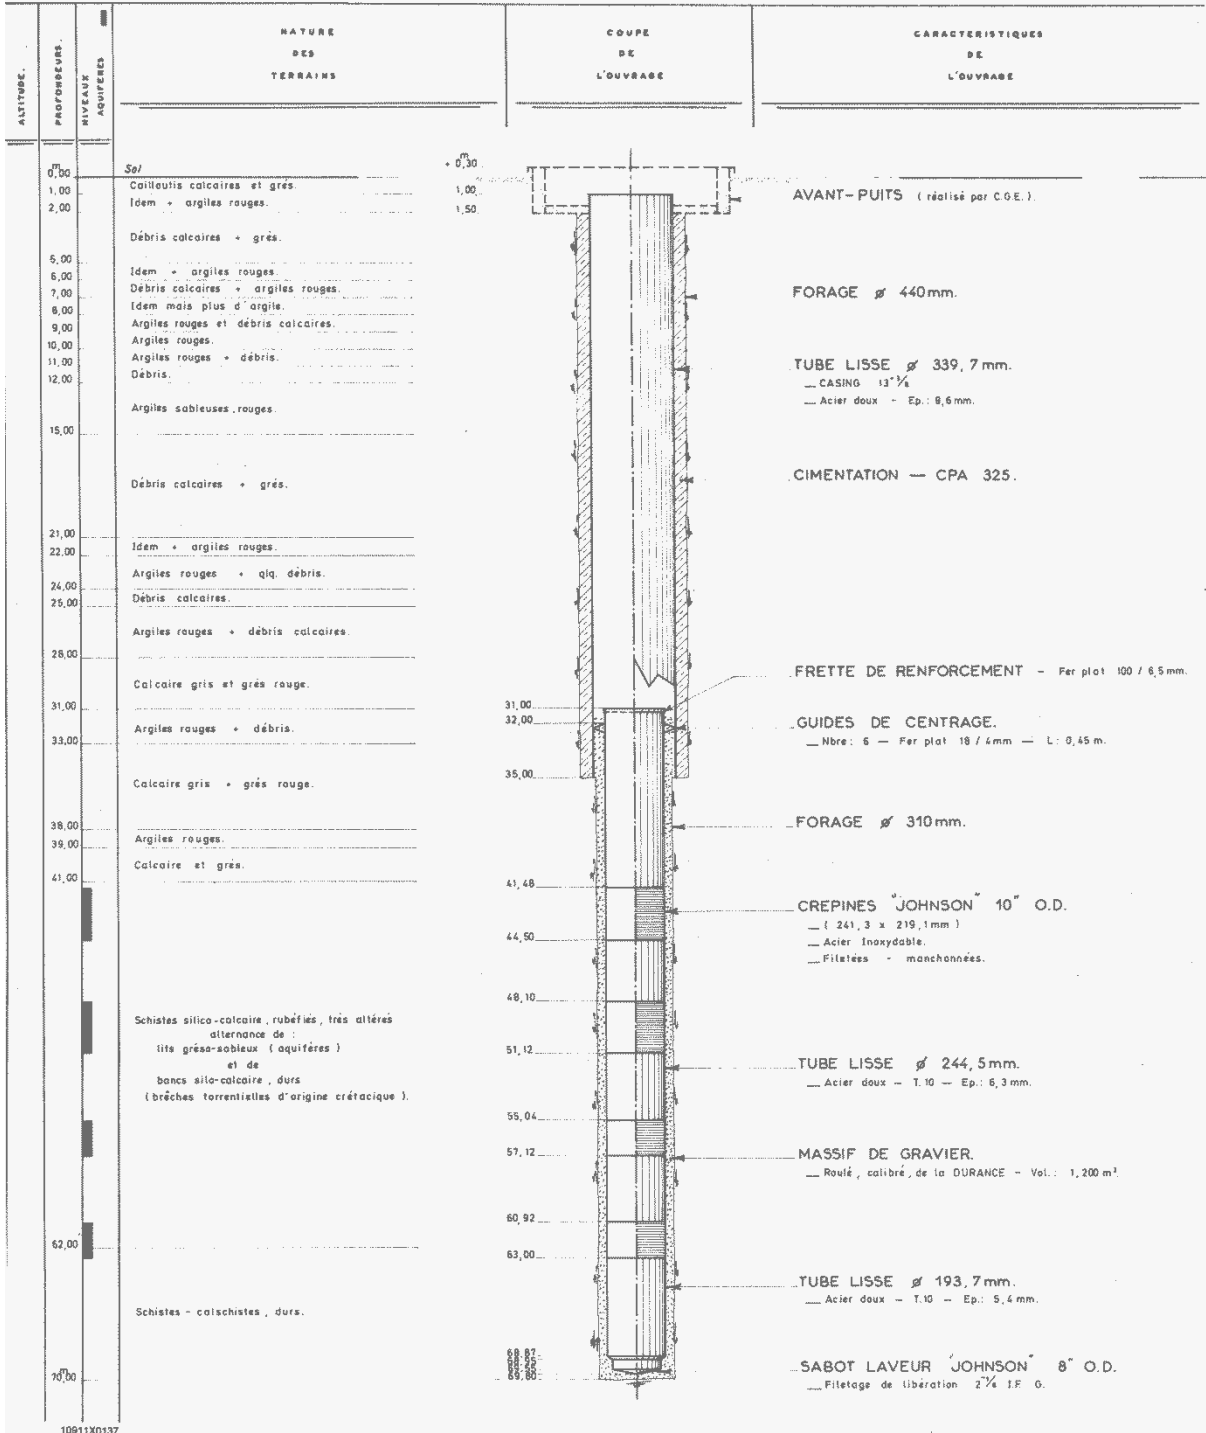 ALTITUDE.
PROFONDEURS.
NIVEAUX
AQUIFERES
NATURE
DES
TERRAINS
COUPE
DE
L'OUVRAGE
CARACTERISTIQUES
DE
L'OUVRAGE
m
0,00
Sol
Cailloutis calcaires et grés.
1,00
Idem + argiles rouges.
2,00
Débris calcaires + grés.
5,00
Idem + argiles rouges.
6,00
Débris calcaires + argiles rouges.
7,00
Idem mais plus d'argile.
8,00
Argiles rouges et débris calcaires.
9,00
Argiles rouges.
10,00
Argiles rouges + débris.
11,00
Débris.
12,00
Argiles sableuses, rouges.
15,00
Débris calcaires + grés.
21,00
Idem + argiles rouges.
22,00
Argiles rouges + qlq. débris.
24,00
Débris calcaires.
25,00
Argiles rouges + débris calcaires.
28,00
Calcaire gris et grés rouge.
31,00
Argiles rouges + débris.
33,00
Calcaire gris + grés rouge.
38,00
Argiles rouges.
39,00
Calcaire et grés.
41,00
Schistes silico-calcaire, rubéfiés, très altérés
alternance de :
lits gréso-sableux (aquifères)
et de
bancs silo-calcaire, durs
(brèches torrentielles d'origine crétacique).
62,00
Schistes - calschistes, durs.
m
70,00
10911X0137
m
+ 0,30
1,00
1,50
31,00
32,00
35,00
41,48
44,50
48,10
51,12
55,04
57,12
60,92
63,00
68,87
69,80
AVANT-PUITS (réalisé par C.G.E.).
FORAGE ø 440mm.
TUBE LISSE ø 339,7mm.
— CASING 13"3/8
— Acier doux - Ep.: 9,6mm.
CIMENTATION — CPA 325.
FRETTE DE RENFORCEMENT - Fer plat 100 / 6,5mm.
GUIDES DE CENTRAGE.
— Nbre: 6 — Fer plat 18 / 4mm — L: 0,45 m.
FORAGE ø 310mm.
CREPINES "JOHNSON" 10" O.D.
— ( 241,3 x 219,1mm )
— Acier Inoxydable.
— Filetées - manchonnées.
TUBE LISSE ø 244,5mm.
— Acier doux — T.10 — Ep.: 6,3mm.
MASSIF DE GRAVIER.
— Roulé, calibré, de la DURANCE - Vol.: 1,200 m³.
TUBE LISSE ø 193,7mm.
— Acier doux — T.10 — Ep.: 5,4mm.
SABOT LAVEUR "JOHNSON" 8" O.D.
— Filetage de libération I.F. G.